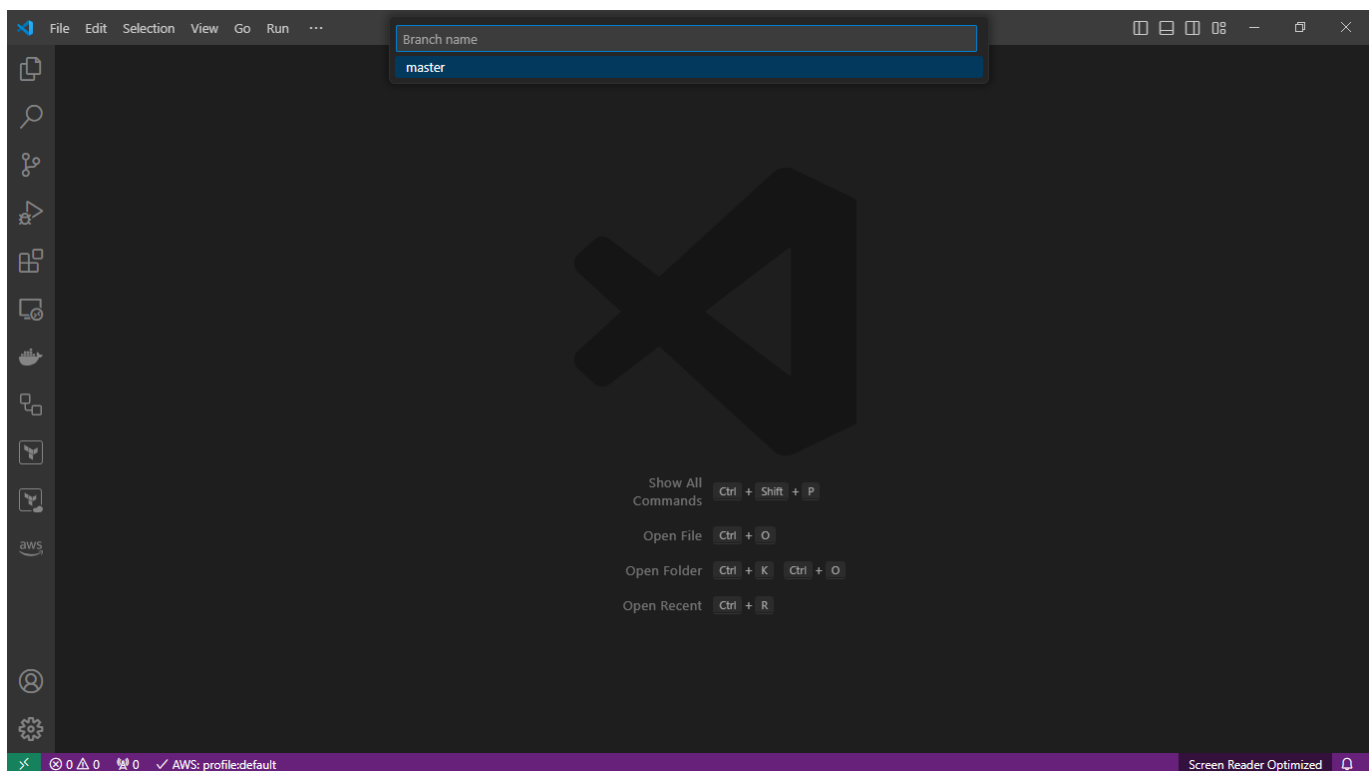 File Edit Selection View Go Run ···
Branch name
master
Show All
Commands Ctrl + Shift + P
Open File Ctrl + O
Open Folder Ctrl + K Ctrl + O
Open Recent Ctrl + R
aws
0 0 0 AWS: profile:default
Screen Reader Optimized